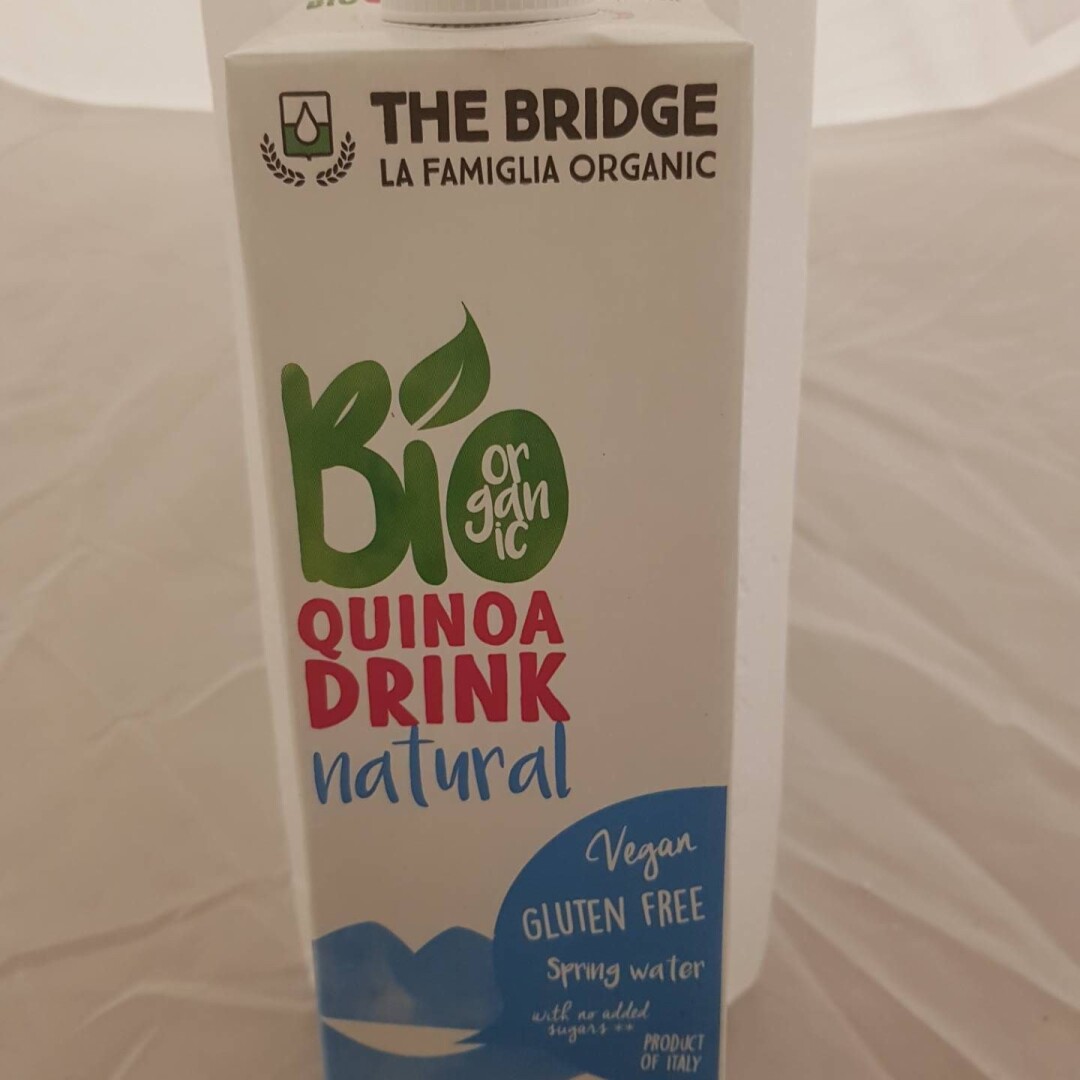 THE BRIDGE
LA FAMIGLIA ORGANIC
Bio
or
gan
ic
QUINOA
DRINK
natural
Vegan
GLUTEN FREE
Spring water
with no added
sugars **
PRODUCT
OF ITALY